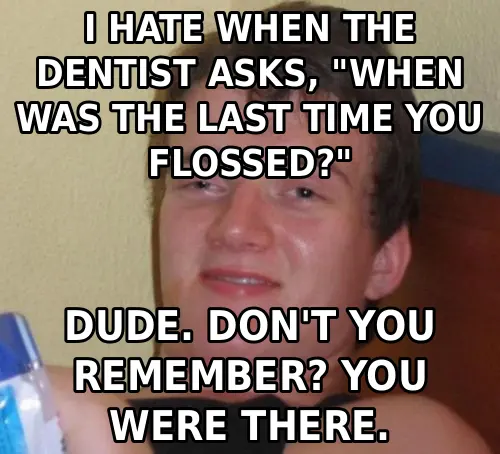 I HATE WHEN THE
DENTIST ASKS, "WHEN
WAS THE LAST TIME YOU
FLOSSED?"
DUDE. DON'T YOU
REMEMBER? YOU
WERE THERE.